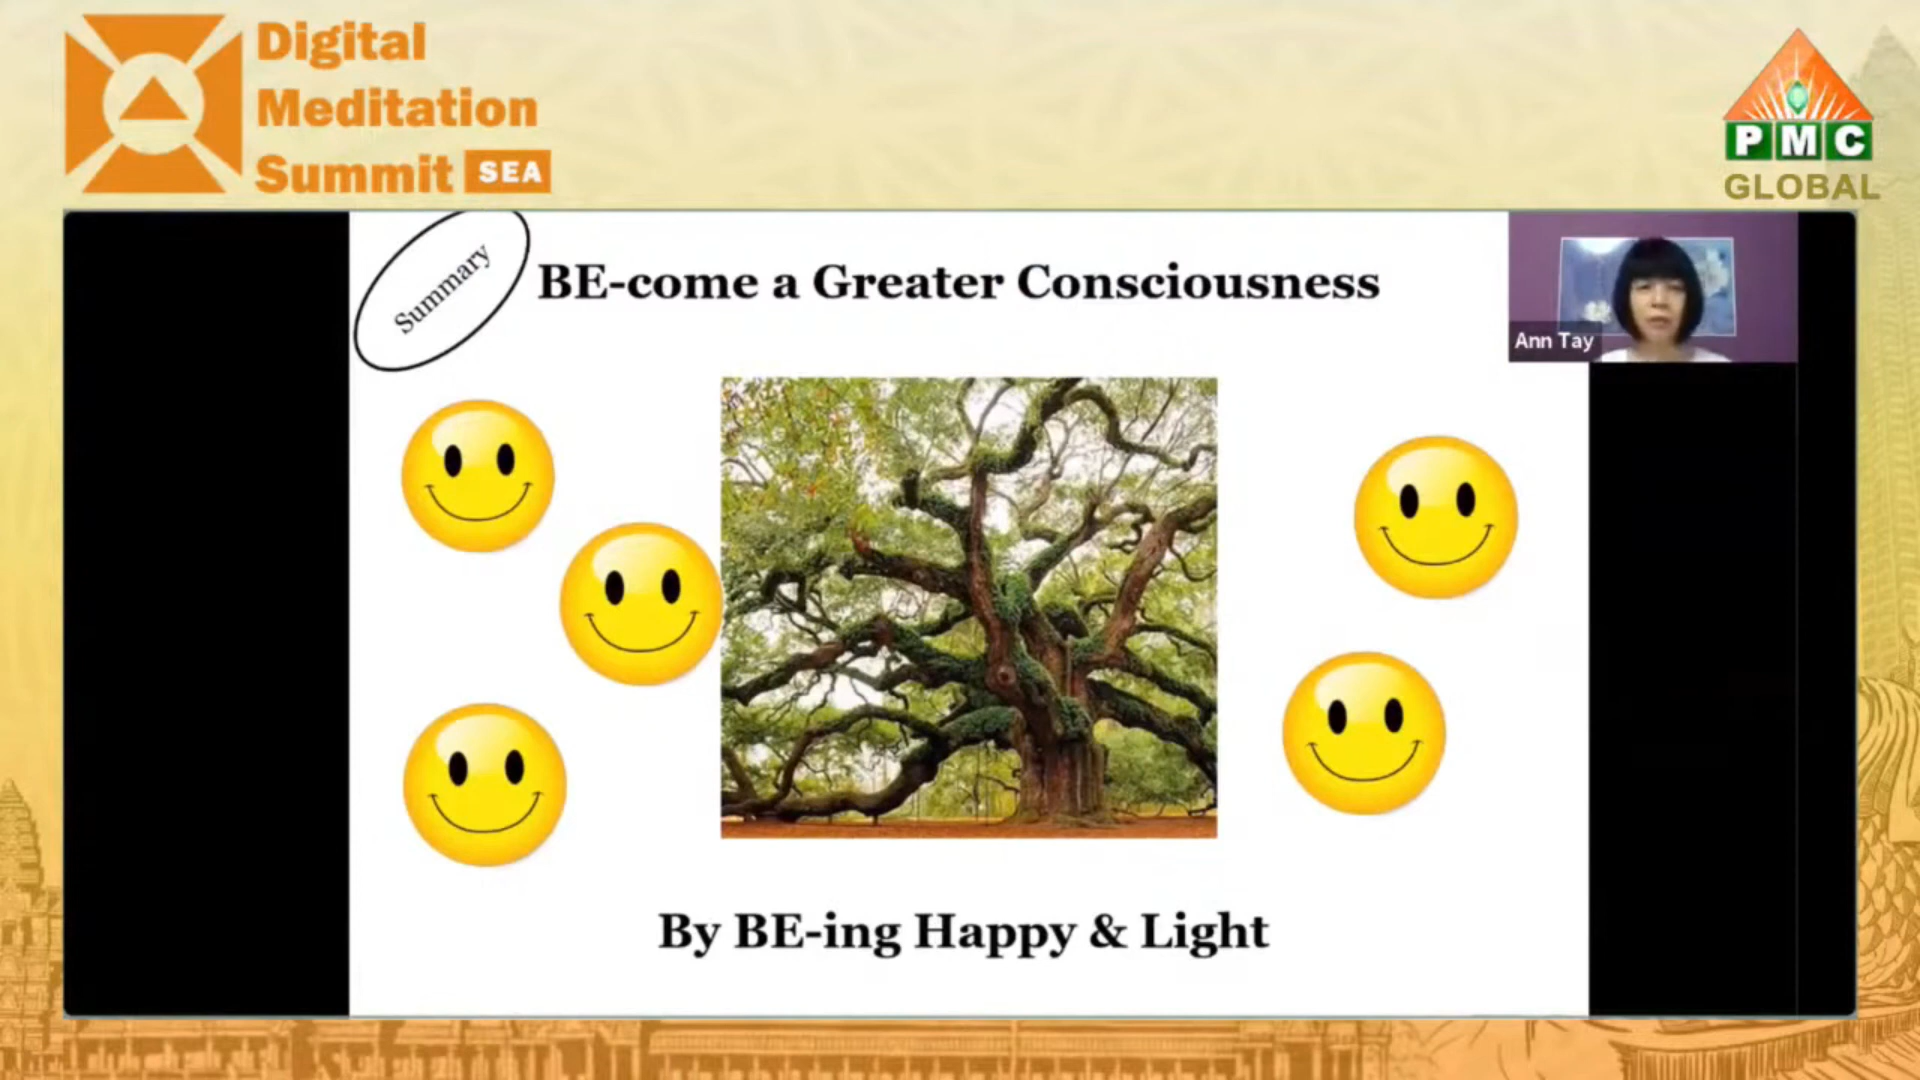 Digital
Meditation
Summit SEA
PMC
GLOBAL
Summary
BE-come a Greater Consciousness
Ann Tay
By BE-ing Happy & Light